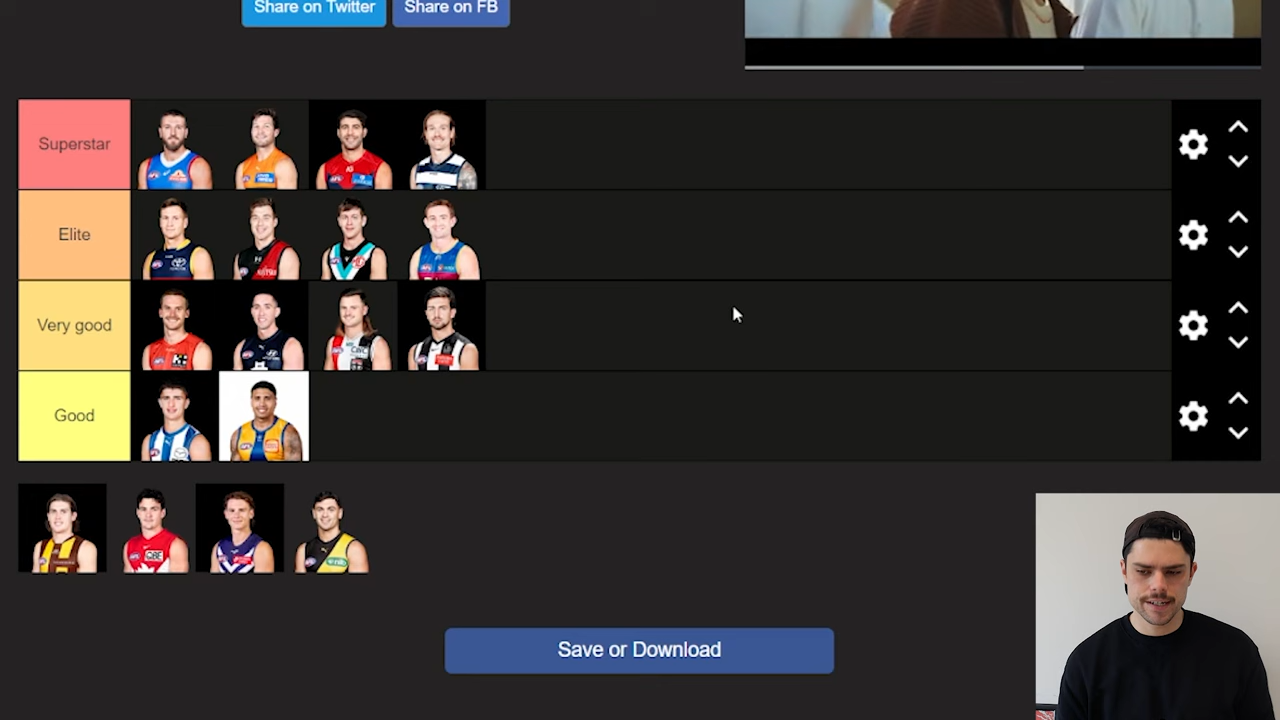 Share on Twitter
Share on FB
Superstar
Elite
Very good
Good
Save or Download